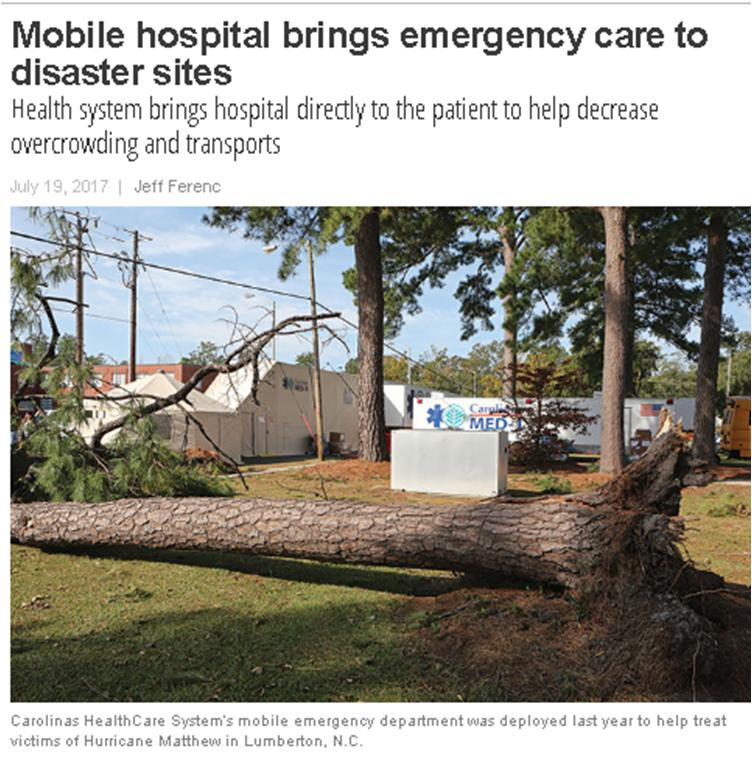 Mobile hospital brings emergency care to
disaster sites
Health system brings hospital directly to the patient to help decrease
overcrowding and transports
July 19, 2017 | Jeff Ferenc
MED-1
Carolinas HealthCare System's mobile emergency department was deployed last year to help treat
victims of Hurricane Matthew in Lumberton, N.C.